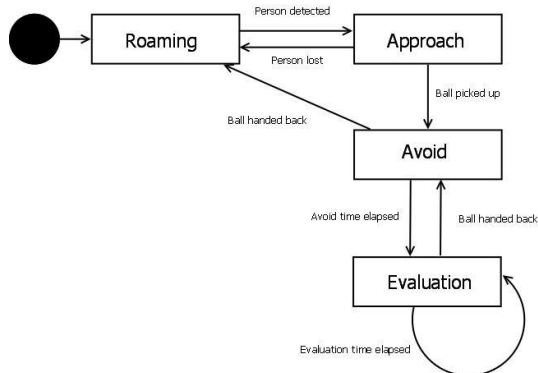 Person detected
Roaming
Approach
Person lost
Ball picked up
Ball handed back
Avoid
Avoid time elapsed
Ball handed back
Evaluation
Evaluation time elapsed